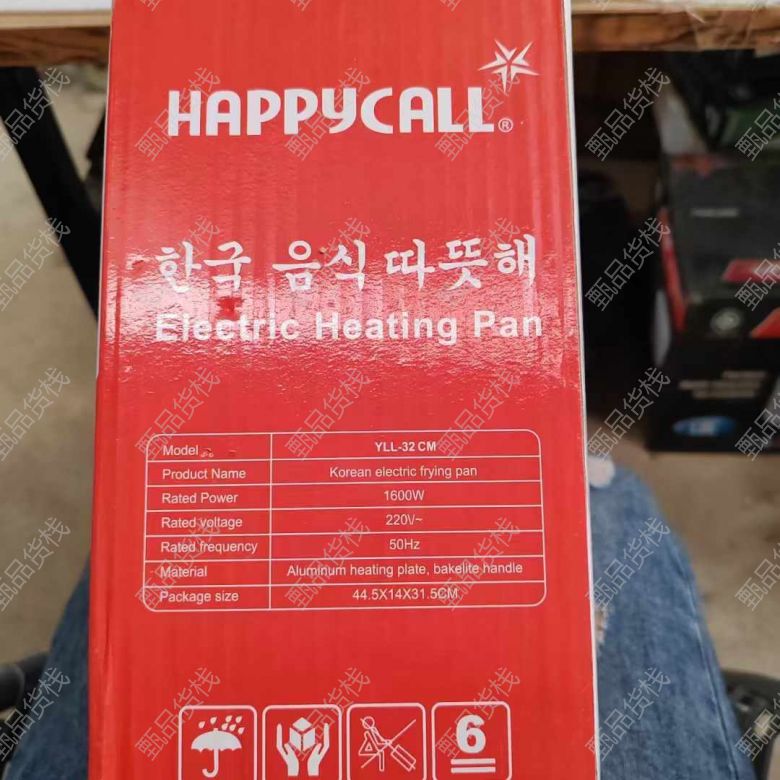 HAPPYCALL®
한국 음식 따뜻해
Electric Heating Pan
Model YLL-32 CM
Product Name Korean electric frying pan
Rated Power 1600W
Rated voltage 220V~
Rated frequency 50Hz
Material Aluminum heating plate, bakelite handle
Package size 44.5X14X31.5CM
6
甄品货栈